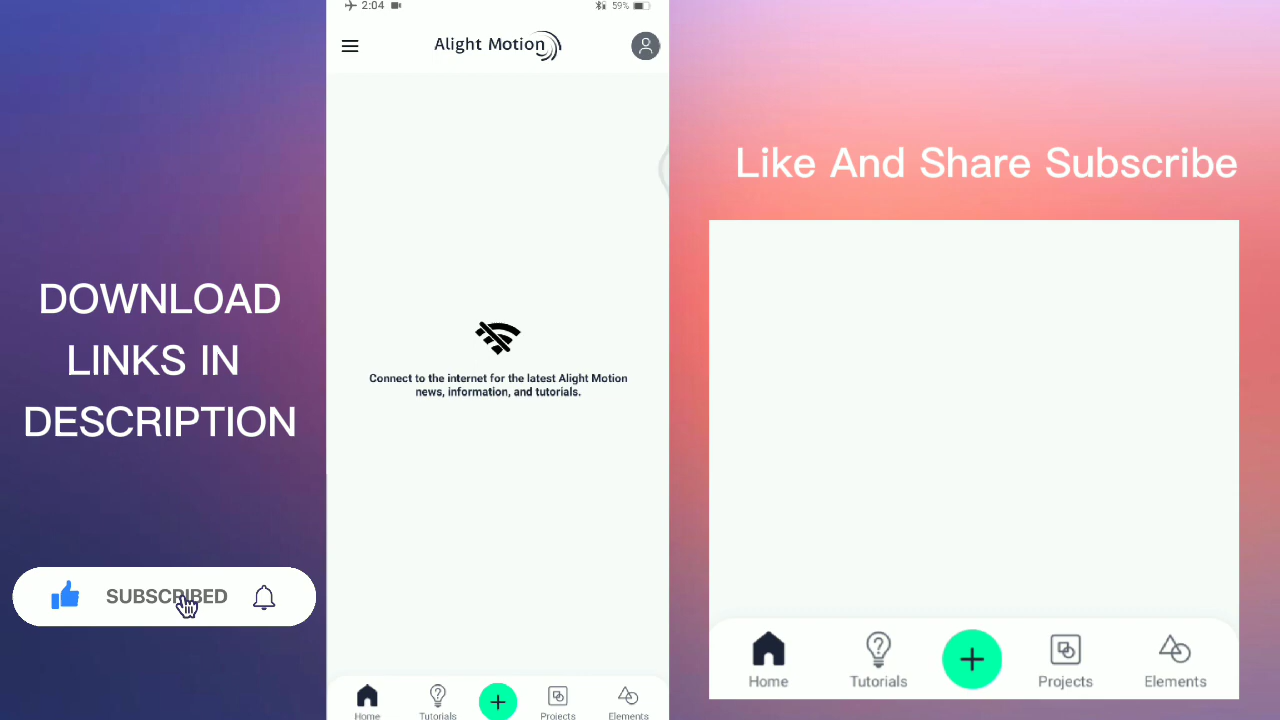 DOWNLOAD
LINKS IN
DESCRIPTION
SUBSCRIBED
2:04
59%
Alight Motion
Connect to the internet for the latest Alight Motion
news, information, and tutorials.
Home Tutorials Projects Elements
Like And Share Subscribe
Home Tutorials Projects Elements